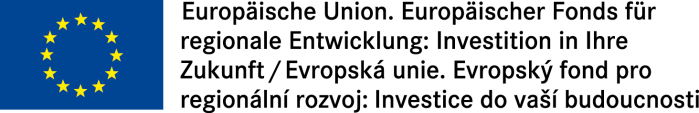 Europäische Union. Europäischer Fonds für
regionale Entwicklung: Investition in Ihre
Zukunft / Evropská unie. Evropský fond pro
regionální rozvoj: Investice do vaší budoucnosti